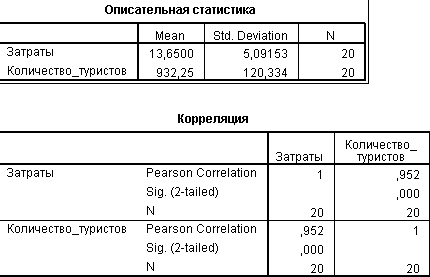 Описательная статистика
Mean Std. Deviation N
Затраты 13,6500 5,09153 20
Количество_туристов 932,25 120,334 20
Корреляция
Затраты Количество_
туристов
Затраты Pearson Correlation 1 ,952
Sig. (2-tailed) ,000
N 20 20
Количество_туристов Pearson Correlation ,952 1
Sig. (2-tailed) ,000
N 20 20